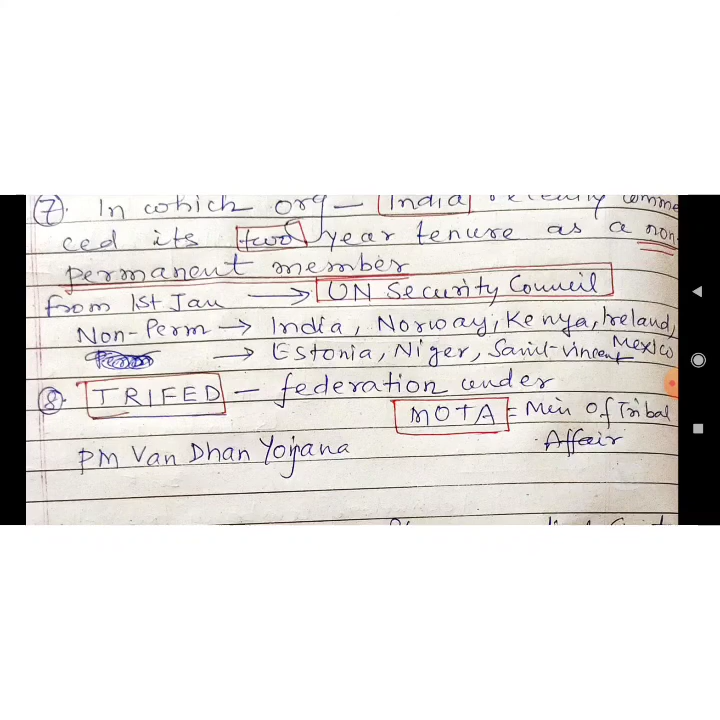 7. In which org - India recently comme
ced its two year tenure as a non-
permanent member
from 1st Jan → UN Security Council
Non-Perm → India, Norway, Kenya, Ireland,
Mexico
→ Estonia, Niger, Saint-vincent
8. TRIFED - federation under
MOTA = Min Of Tribal
Affair
PM Van Dhan Yojana